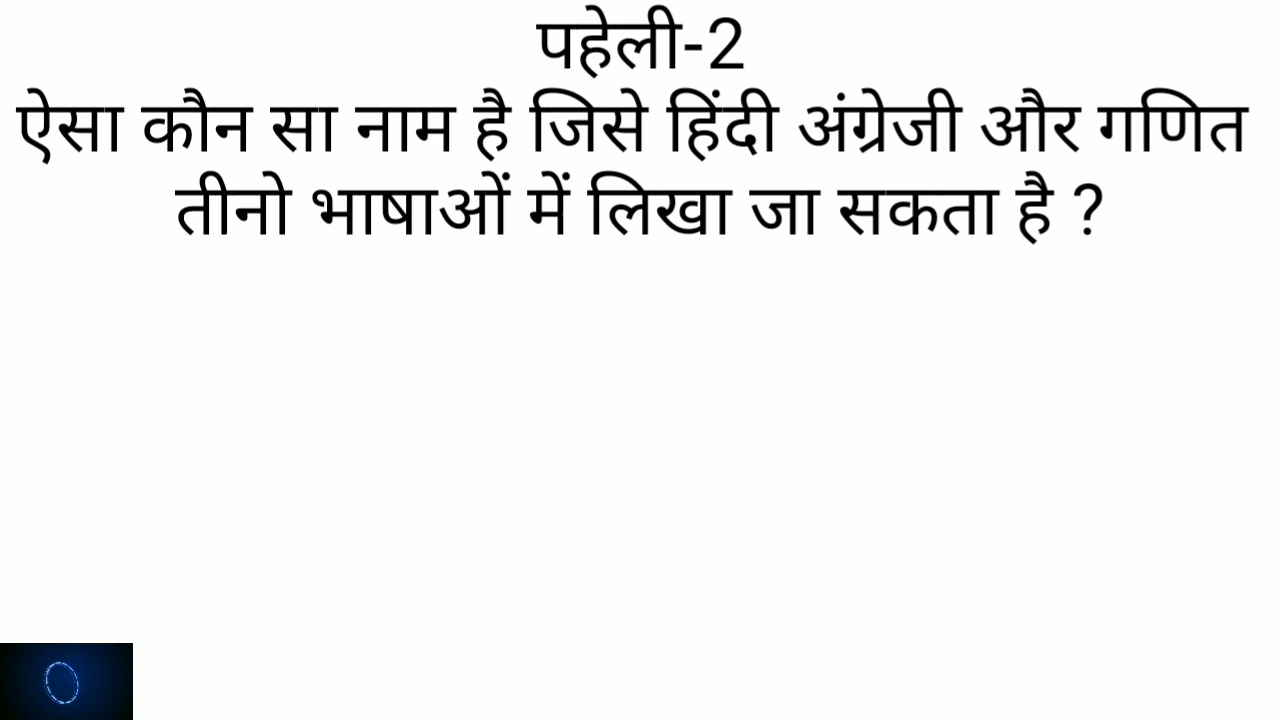 पहेली-2
ऐसा कौन सा नाम है जिसे हिंदी अंग्रेजी और गणित
तीनो भाषाओं में लिखा जा सकता है ?